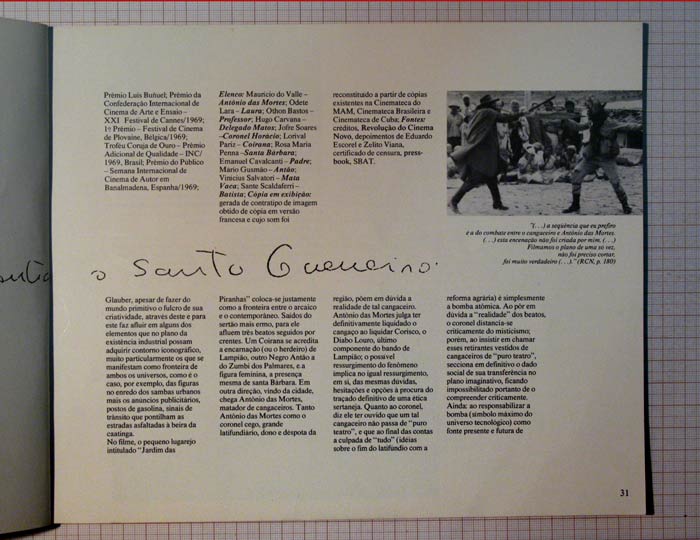 Prêmio Luis Buñuel; Prêmio da
Confederação Internacional de
Cinema de Arte e Ensaio –
XXI Festival de Cannes/1969;
1º Prêmio – Festival de Cinema
de Plovaine, Bélgica/1969;
Troféu Coruja de Ouro – Prêmio
Adicional de Qualidade – INC/
1969, Brasil; Prêmio do Público
– Semana Internacional de
Cinema de Autor em
Banalmadena, Espanha/1969;
Elenco: Maurício do Valle –
Antônio das Mortes; Odete
Lara – Laura; Othon Bastos –
Professor; Hugo Carvana –
Delegado Matos; Jofre Soares
–Coronel Horácio; Lorival
Pariz – Coirana; Rosa Maria
Penna –Santa Bárbara;
Emanuel Cavalcanti – Padre;
Mário Gusmão – Antão;
Vinicius Salvatori – Mata
Vaca; Sante Scaldaferri –
Batista; Cópia em exibição:
gerada de contratipo de imagem
obtido de cópia em versão
francesa e cujo som foi
reconstituído a partir de cópias
existentes na Cinemateca do
MAM, Cinemateca Brasileira e
Cinemateca de Cuba; Fontes:
créditos, Revolução do Cinema
Novo, depoimentos de Eduardo
Escorel e Zelito Viana,
certificado de censura, press-
book, SBAT.
"(. . .) a seqüência que eu prefiro
é a do combate entre o cangaceiro e Antônio das Mortes.
(. . .) esta encenação não foi criada por mim. (. . .)
Filmamos o plano de uma só vez,
não foi preciso cortar,
foi muito verdadeiro (. . .)." (RCN, p. 180)
o Santo Guerreiro.
Glauber, apesar de fazer do
mundo primitivo o fulcro de sua
criatividade, através deste e para
este faz afluir em alguns dos
elementos que no plano da
existência industrial possam
adquirir contorno iconográfico,
muito particularmente os que se
manifestam como fronteira de
ambos os universos, como é o
caso, por exemplo, das figuras
no enredo dos sambas urbanos
mais os anúncios publicitários,
postos de gasolina, sinais de
trânsito que pontilham as
estradas asfaltadas à beira da
caatinga.
No filme, o pequeno lugarejo
intitulado "Jardim das
Piranhas" coloca-se justamente
como a fronteira entre o arcaico
e o contemporâneo. Saídos do
sertão mais ermo, para ele
afluem três beatos seguidos por
crentes. Um Coirana se acredita
a encarnação (ou o herdeiro) de
Lampião, outro Negro Antão a
do Zumbi dos Palmares, e a
figura feminina, a presença
mesma de santa Bárbara. Em
outra direção, vindo da cidade,
chega Antônio das Mortes,
matador de cangaceiros. Tanto
Antônio das Mortes como o
coronel cego, grande
latifundiário, dono e déspota da
região, põem em dúvida a
realidade de tal cangaceiro.
Antônio das Mortes julga ter
definitivamente liquidado o
cangaço ao liquidar Corisco, o
Diabo Louro, último
componente do bando de
Lampião; o possível
ressurgimento do fenômeno
implica no igual ressurgimento,
em si, das mesmas dúvidas,
hesitações e opções à procura do
traçado definitivo de uma ética
sertaneja. Quanto ao coronel,
diz ele ter ouvido que um tal
cangaceiro não passa de "puro
teatro", e que ao final das contas
a culpada de "tudo" (idéias
sobre o fim do latifúndio com a
reforma agrária) é simplesmente
a bomba atômica. Ao pôr em
dúvida a "realidade" dos beatos,
o coronel distancia-se
criticamente do misticismo;
porém, ao insistir em chamar
esses retirantes vestidos de
cangaceiros de "puro teatro",
secciona em definitivo o dado
social de sua transferência no
plano imaginativo, ficando
impossibilitado portanto de o
compreender criticamente.
Ainda: ao responsabilizar a
bomba (símbolo máximo do
universo tecnológico) como
fonte presente e futura de
31